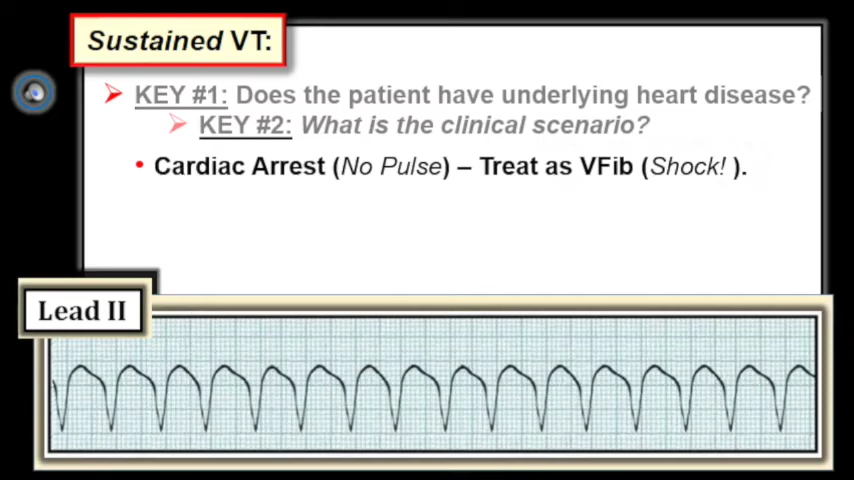 Sustained VT:
KEY #1: Does the patient have underlying heart disease?
KEY #2: What is the clinical scenario?
• Cardiac Arrest (No Pulse) – Treat as VFib (Shock! ).
Lead II